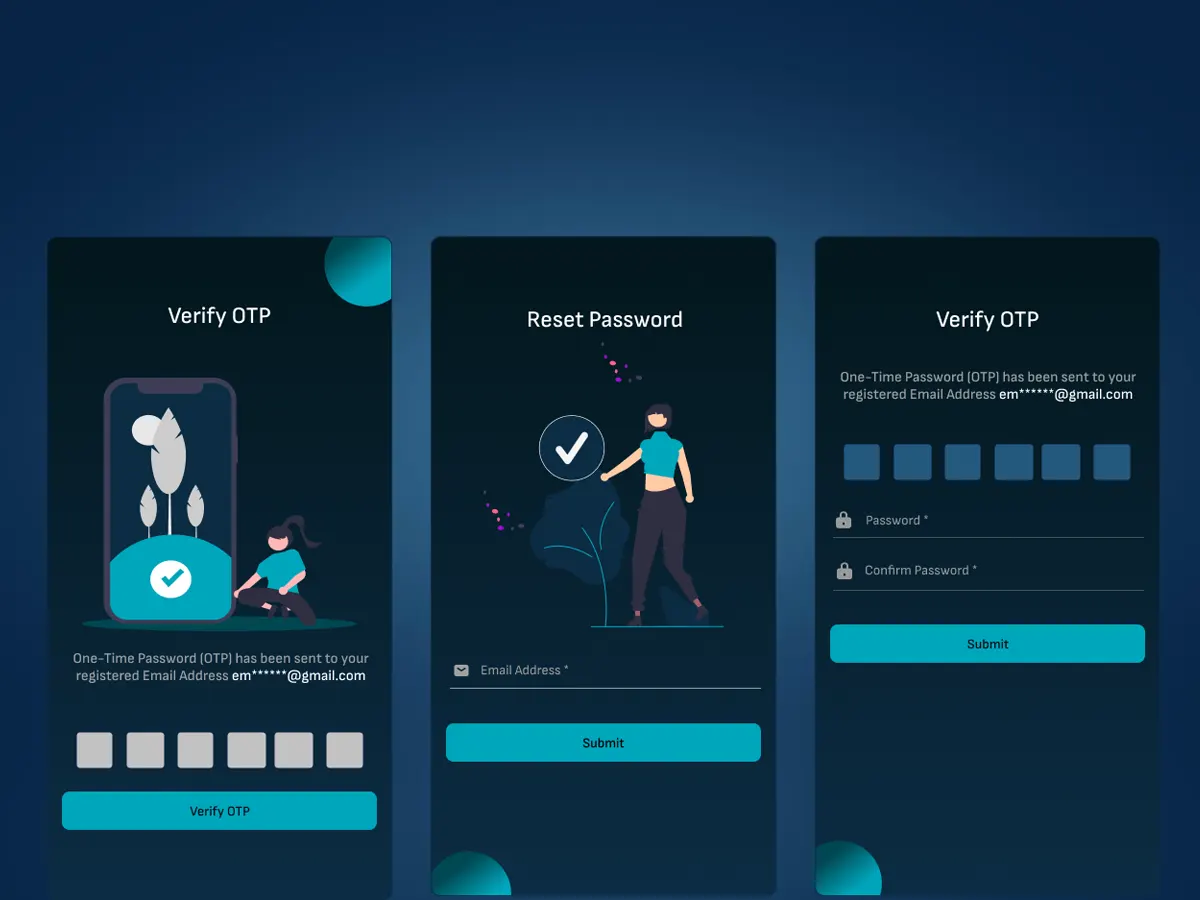 Verify OTP
One-Time Password (OTP) has been sent to your
registered Email Address em******@gmail.com
Verify OTP
Reset Password
Email Address *
Submit
Verify OTP
One-Time Password (OTP) has been sent to your
registered Email Address em******@gmail.com
Password *
Confirm Password *
Submit